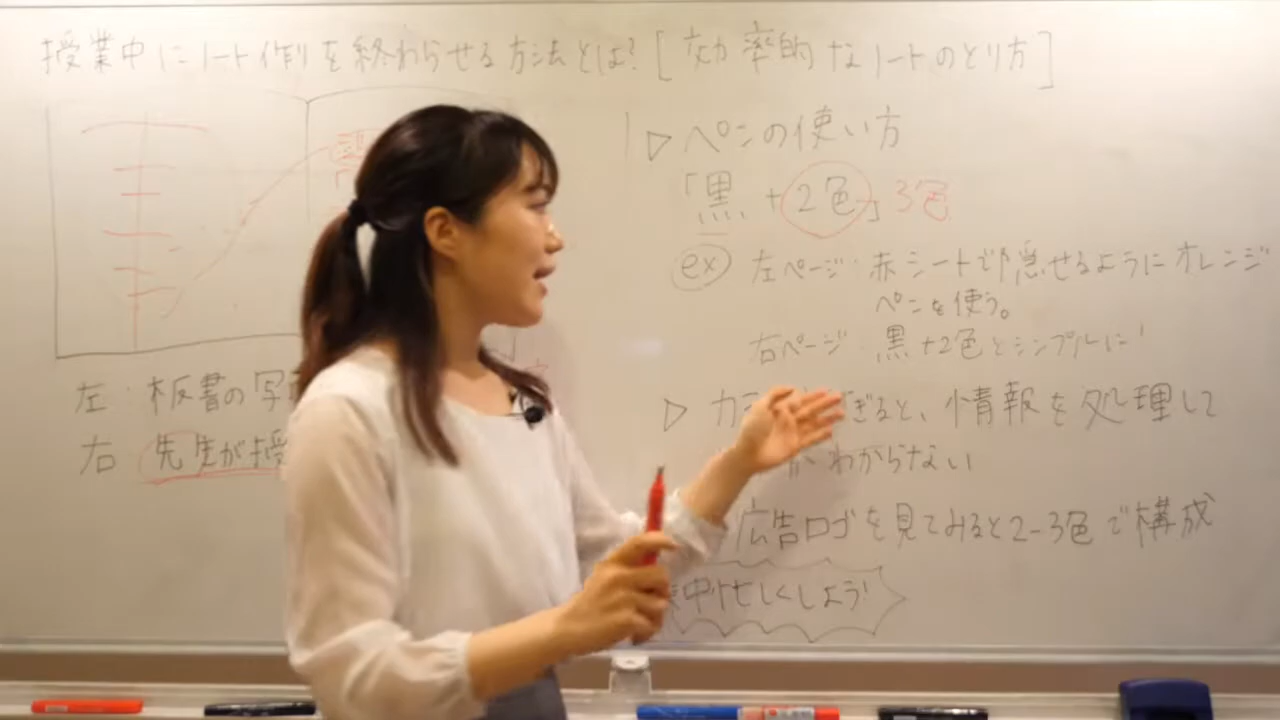 授業中にノート作りを終わらせる方法とは?[効率的なノートのとり方]
左・板書の写
右 先生が授
▷ペンの使い方
「黒+2色」3色
ex 左ページ・赤シートで隠せるようにオレンジ
ペンを使う。
右ページ 黒+2色とシンプルに!
▷ カラ ぎると、情報を処理して
わからない
広告ロゴを見てみると2-3色で構成
中忙しくしよう!